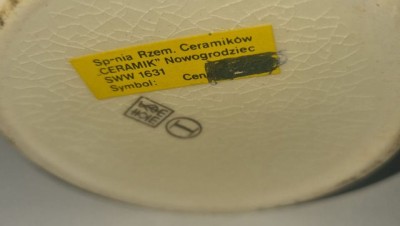 Sp-nia Rzem. Ceramików
„CERAMIK" Nowogrodziec
SWW 1631
Symbol: Cen
I